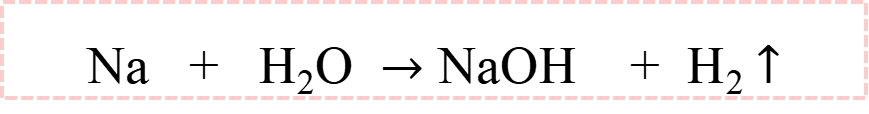 Na + H₂O → NaOH + H₂↑